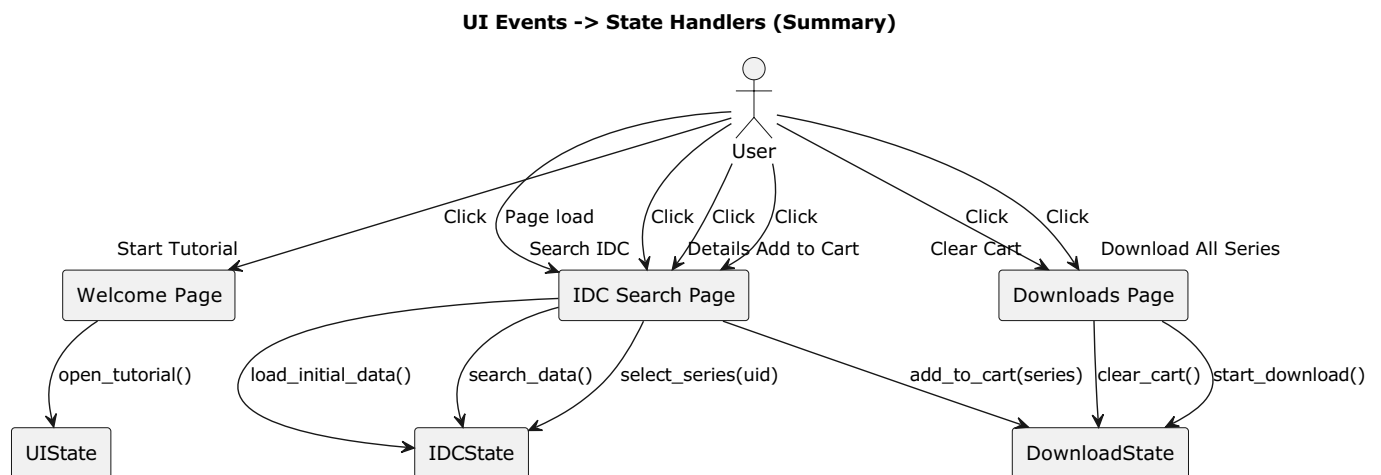 UI Events -> State Handlers (Summary)
User
Click
Page load
Click
Click
Click
Click
Click
Start Tutorial
Search IDC
Details
Add to Cart
Clear Cart
Download All Series
Welcome Page
IDC Search Page
Downloads Page
open_tutorial()
load_initial_data()
search_data()
select_series(uid)
add_to_cart(series)
clear_cart()
start_download()
UIState
IDCState
DownloadState